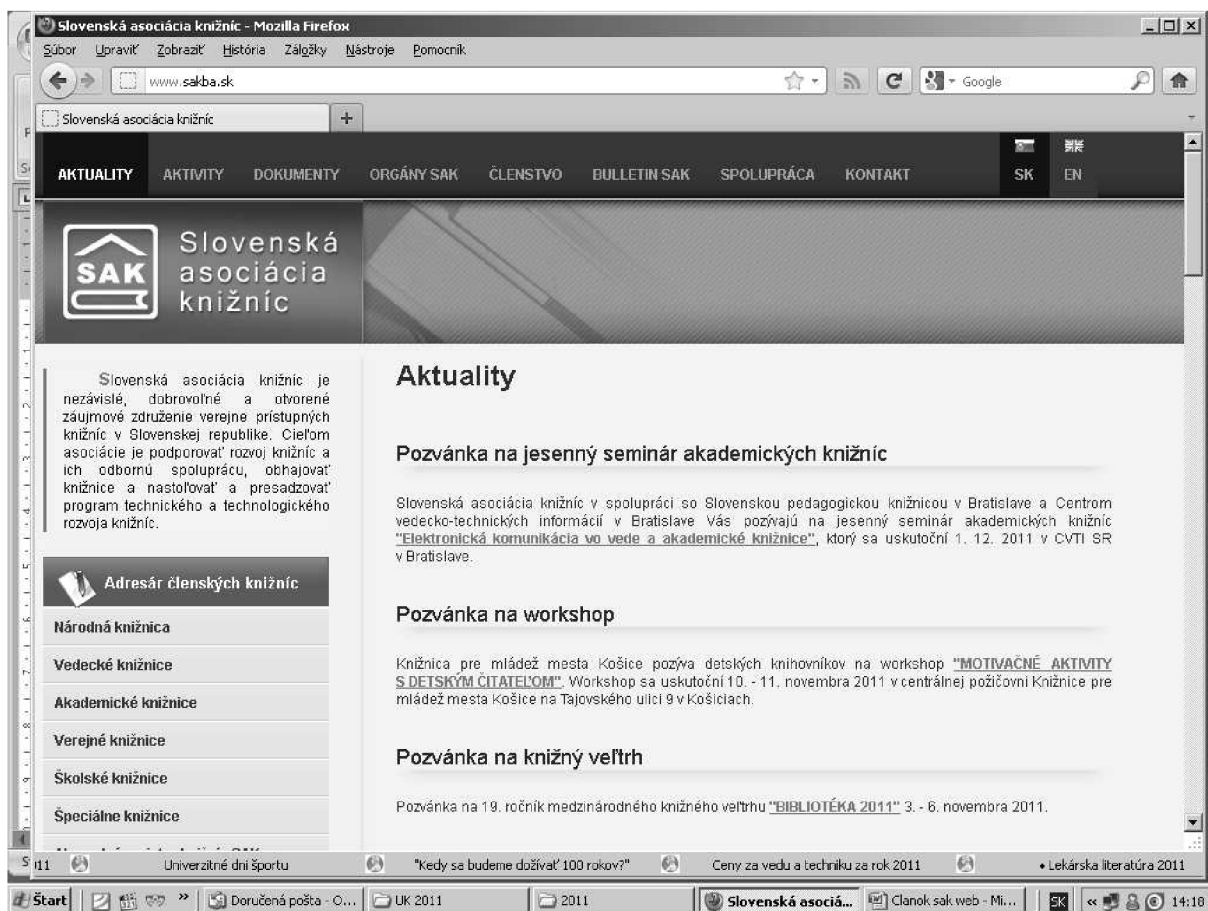 Slovenská asociácia knižníc - Mozilla Firefox
Súbor Upraviť Zobraziť História Záložky Nástroje Pomocník
www.sakba.sk
Google
Slovenská asociácia knižníc
AKTUALITY AKTIVITY DOKUMENTY ORGÁNY SAK ČLENSTVO BULLETIN SAK SPOLUPRÁCA KONTAKT SK EN
SAK
Slovenská
asociácia
knižníc
Slovenská asociácia knižníc je
nezávislé, dobrovoľné a otvorené
záujmové združenie verejne prístupných
knižníc v Slovenskej republike. Cieľom
asociácie je podporovať rozvoj knižníc a
ich odbornú spoluprácu, obhajovať
knižnice a nastoľovať a presadzovať
program technického a technologického
rozvoja knižníc.
Adresár členských knižníc
Národná knižnica
Vedecké knižnice
Akademické knižnice
Verejné knižnice
Školské knižnice
Špeciálne knižnice
Aktuality
Pozvánka na jesenný seminár akademických knižníc
Slovenská asociácia knižníc v spolupráci so Slovenskou pedagogickou knižnicou v Bratislave a Centrom
vedecko-technických informácií v Bratislave Vás pozývajú na jesenný seminár akademických knižníc
"Elektronická komunikácia vo vede a akademické knižnice", ktorý sa uskutoční 1. 12. 2011 v CVTI SR
v Bratislave.
Pozvánka na workshop
Knižnica pre mládež mesta Košice pozýva detských knihovníkov na workshop "MOTIVAČNÉ AKTIVITY
S DETSKÝM ČITATEĽOM". Workshop sa uskutoční 10. - 11. novembra 2011 v centrálnej požičovni Knižnice pre
mládež mesta Košice na Tajovského ulici 9 v Košiciach.
Pozvánka na knižný veľtrh
Pozvánka na 19. ročník medzinárodného knižného veľtrhu "BIBLIOTÉKA 2011" 3. - 6. novembra 2011.
011 Univerzitné dni športu "Kedy sa budeme dožívať 100 rokov?" Ceny za vedu a techniku za rok 2011 • Lekárska literatúra 2011
Štart » Doručená pošta - O... UK 2011 2011 Slovenská asociá... Clanok sak web - Mi... SK « 14:18